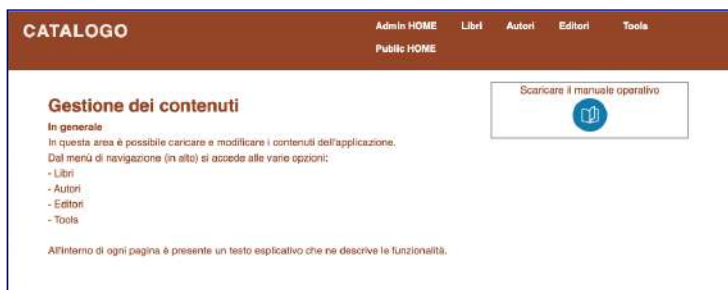 CATALOGO
Admin HOME Libri Autori Editori Tools
Public HOME
Scaricare il manuale operativo
Gestione dei contenuti
In generale
In questa area è possibile caricare e modificare i contenuti dell'applicazione.
Dal menù di navigazione (in alto) si accede alle varie opzioni:
- Libri
- Autori
- Editori
- Tools
All'interno di ogni pagina è presente un testo esplicativo che ne descrive le funzionalità.